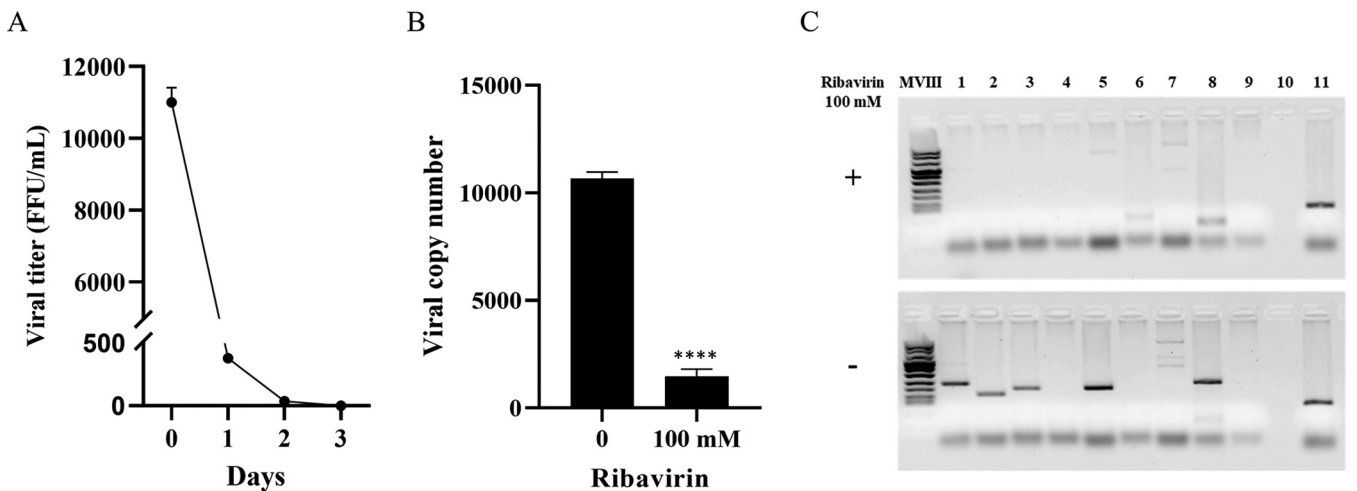 A
Viral titer (FFU/mL)
12000
10000
8000
6000
500
0
0 1 2 3
Days
B
Viral copy number
15000
10000
5000
0
****
0 100 mM
Ribavirin
C
Ribavirin MVIII 1 2 3 4 5 6 7 8 9 10 11
100 mM
+
-